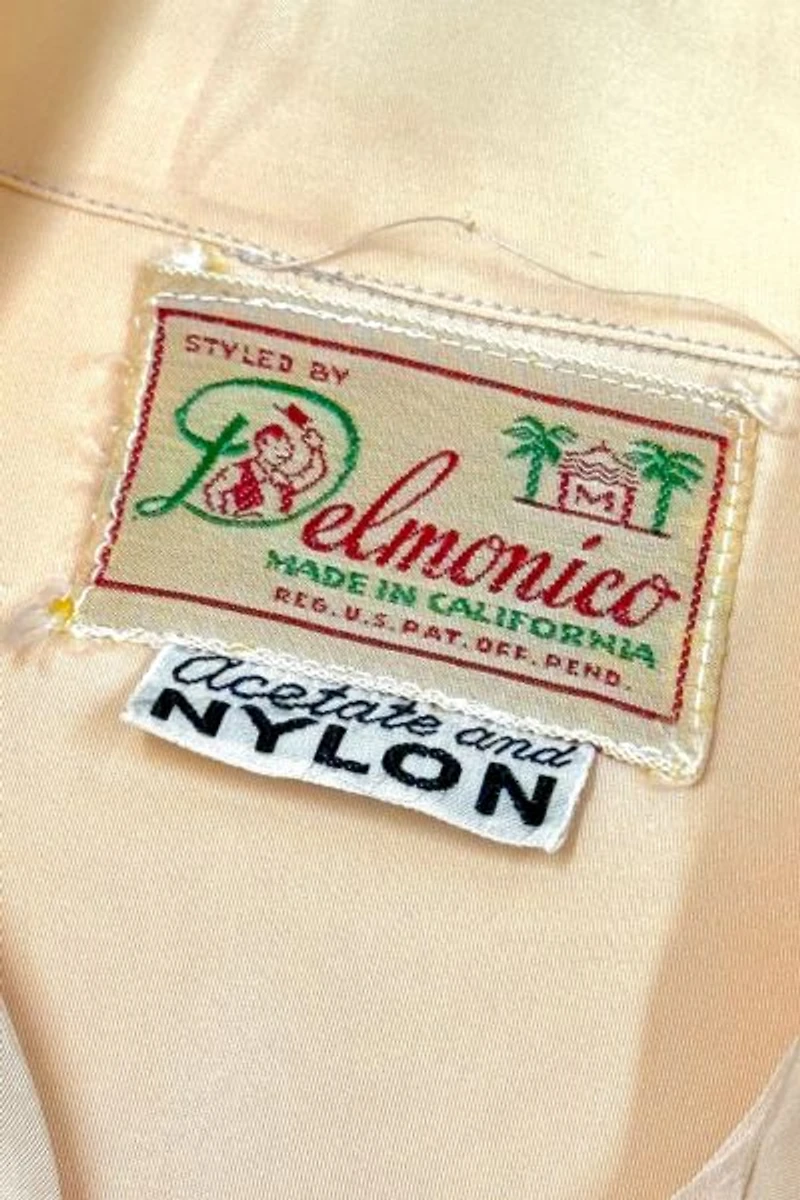 STYLED BY
Delmonico
M
MADE IN CALIFORNIA
REG. U.S. PAT. OFF. PEND.
Acetate and
NYLON